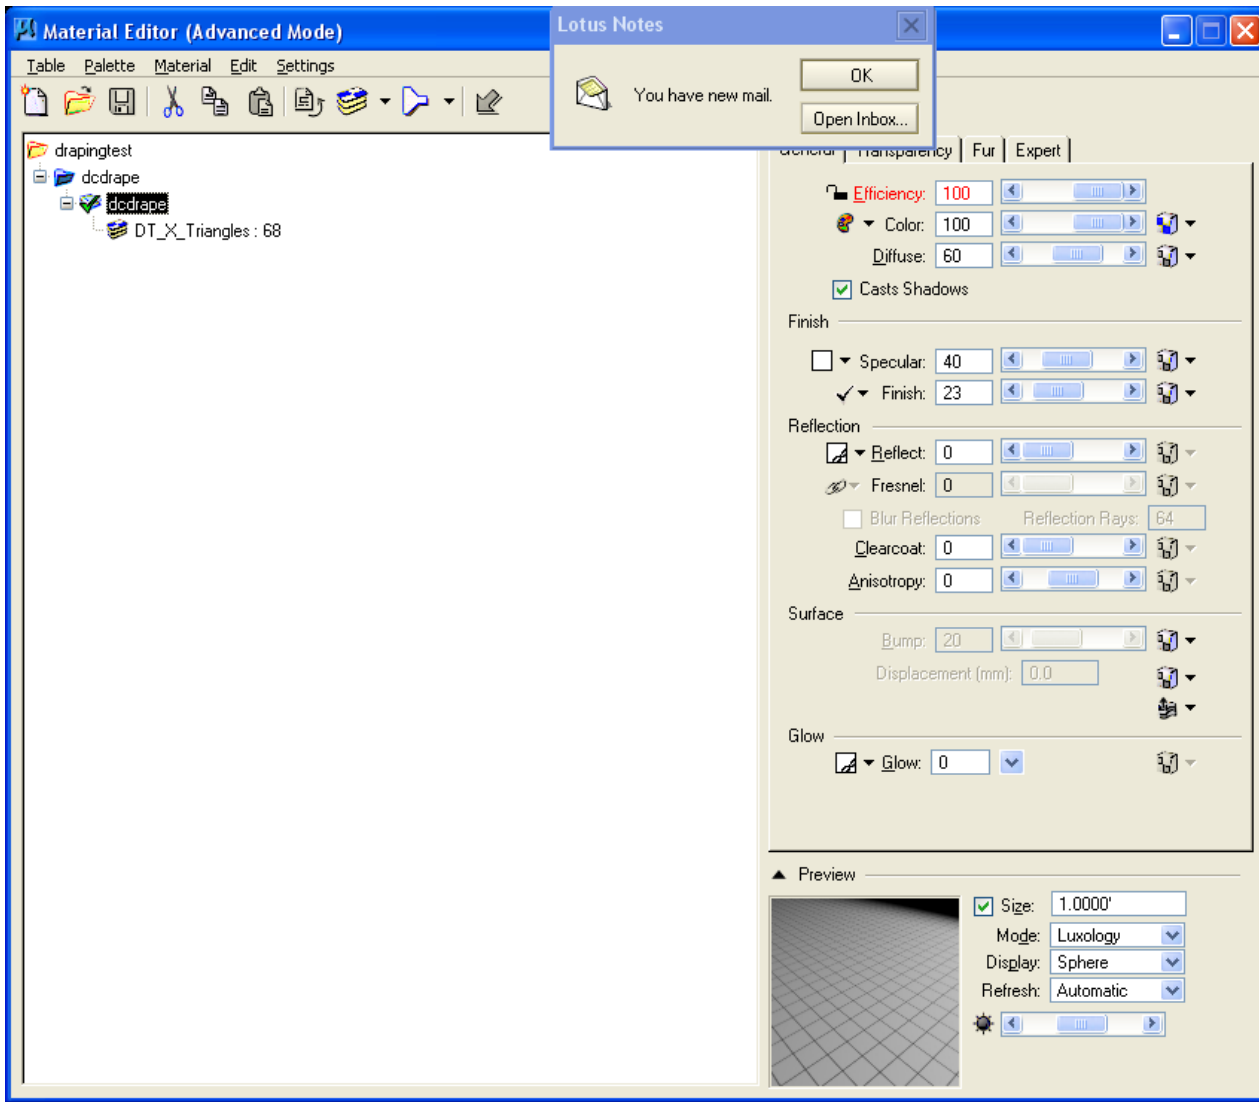 Material Editor (Advanced Mode)
Lotus Notes
Table Palette Material Edit Settings
You have new mail.
OK
Open Inbox...
drapingtest
dcdrape
dcdrape
DT_X_Triangles : 68
General Transparency Fur Expert
Efficiency: 100
Color: 100
Diffuse: 60
Casts Shadows
Finish
Specular: 40
Finish: 23
Reflection
Reflect: 0
Fresnel: 0
Blur Reflections Reflection Rays: 64
Clearcoat: 0
Anisotropy: 0
Surface
Bump: 20
Displacement (mm): 0.0
Glow
Glow: 0
Preview
Size: 1.0000'
Mode: Luxology
Display: Sphere
Refresh: Automatic